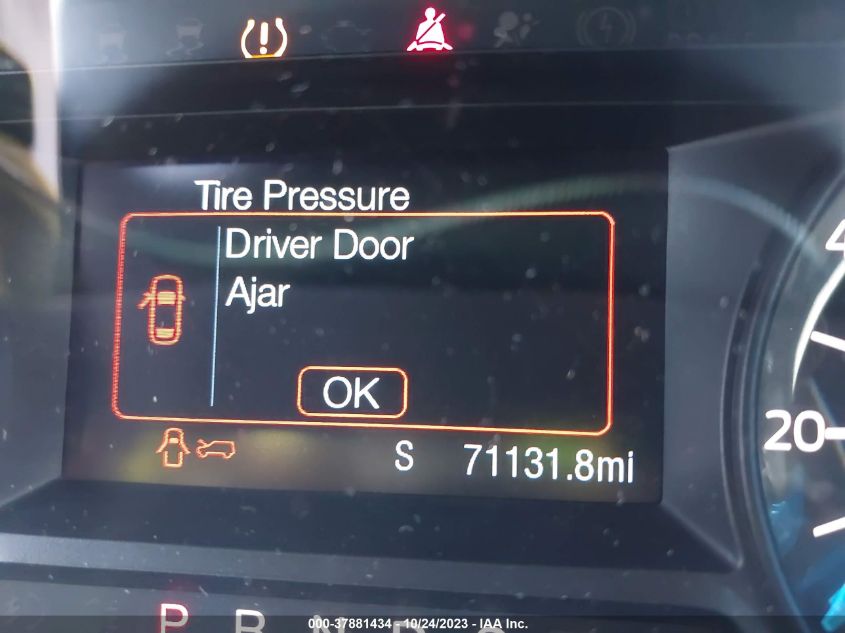 Tire Pressure
Driver Door
Ajar
OK
S 71131.8mi
20
P R N D
000-37881434 - 10/24/2023 - IAA Inc.